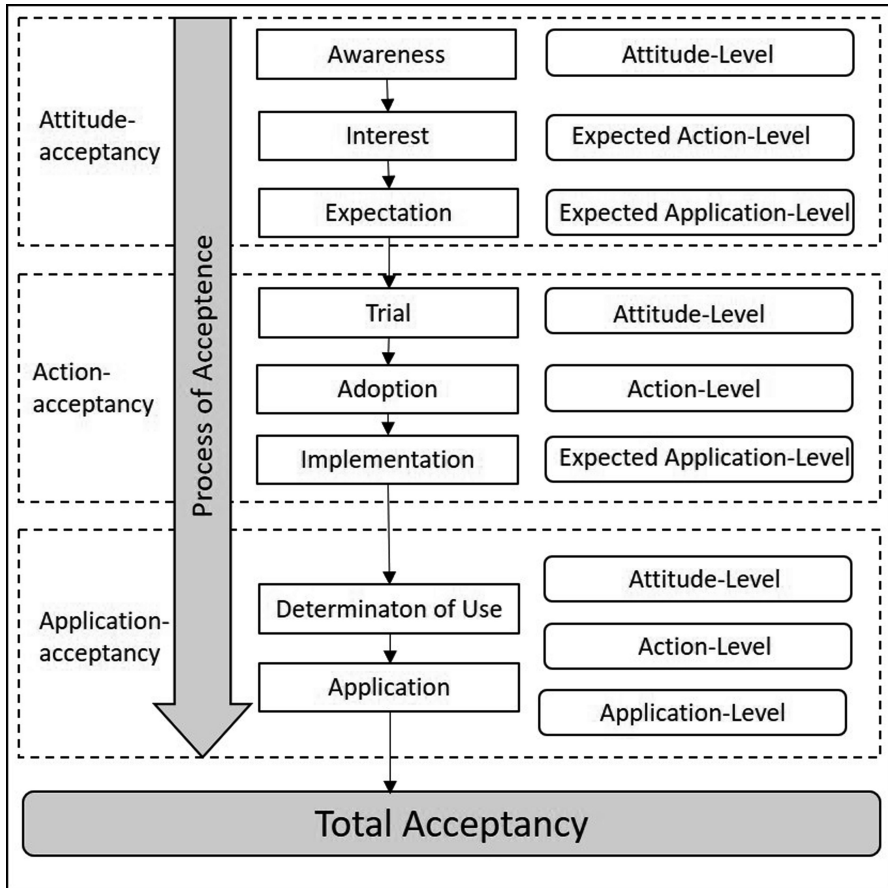 Attitude-
acceptancy
Process of Acceptence
Awareness
Attitude-Level
Interest
Expected Action-Level
Expectation
Expected Application-Level
Action-
acceptancy
Trial
Attitude-Level
Adoption
Action-Level
Implementation
Expected Application-Level
Application-
acceptancy
Determinaton of Use
Attitude-Level
Action-Level
Application
Application-Level
Total Acceptancy